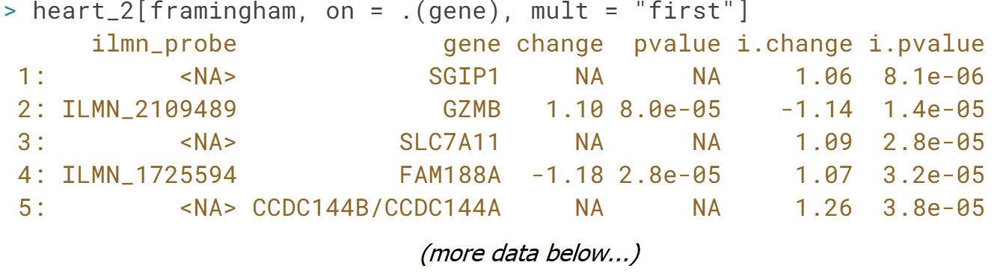 > heart_2[framingham, on = .(gene), mult = "first"]
ilmn_probe gene change pvalue i.change i.pvalue
1: <NA> SGIP1 NA NA 1.06 8.1e-06
2: ILMN_2109489 GZMB 1.10 8.0e-05 -1.14 1.4e-05
3: <NA> SLC7A11 NA NA 1.09 2.8e-05
4: ILMN_1725594 FAM188A -1.18 2.8e-05 1.07 3.2e-05
5: <NA> CCDC144B/CCDC144A NA NA 1.26 3.8e-05
(more data below...)